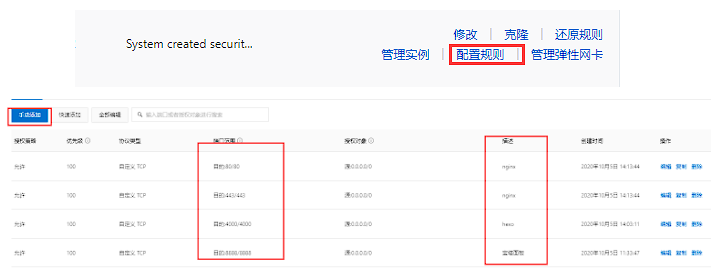 修改 克隆 还原规则
System created securit...
管理实例 配置规则 管理弹性网卡
手动添加 快速添加 全部编辑 输入端口或者授权对象进行搜索
授权策略 优先级 协议类型 端口范围 授权对象 描述 创建时间 操作
允许 100 自定义 TCP 目的:80/80 源:0.0.0.0/0 nginx 2020年10月5日 14:13:44 编辑 复制 删除
允许 100 自定义 TCP 目的:443/443 源:0.0.0.0/0 nginx 2020年10月5日 14:13:44 编辑 复制 删除
允许 100 自定义 TCP 目的:4000/4000 源:0.0.0.0/0 hexo 2020年10月5日 14:03:11 编辑 复制 删除
允许 100 自定义 TCP 目的:8888/8888 源:0.0.0.0/0 宝塔面板 2020年10月5日 11:33:47 编辑 复制 删除